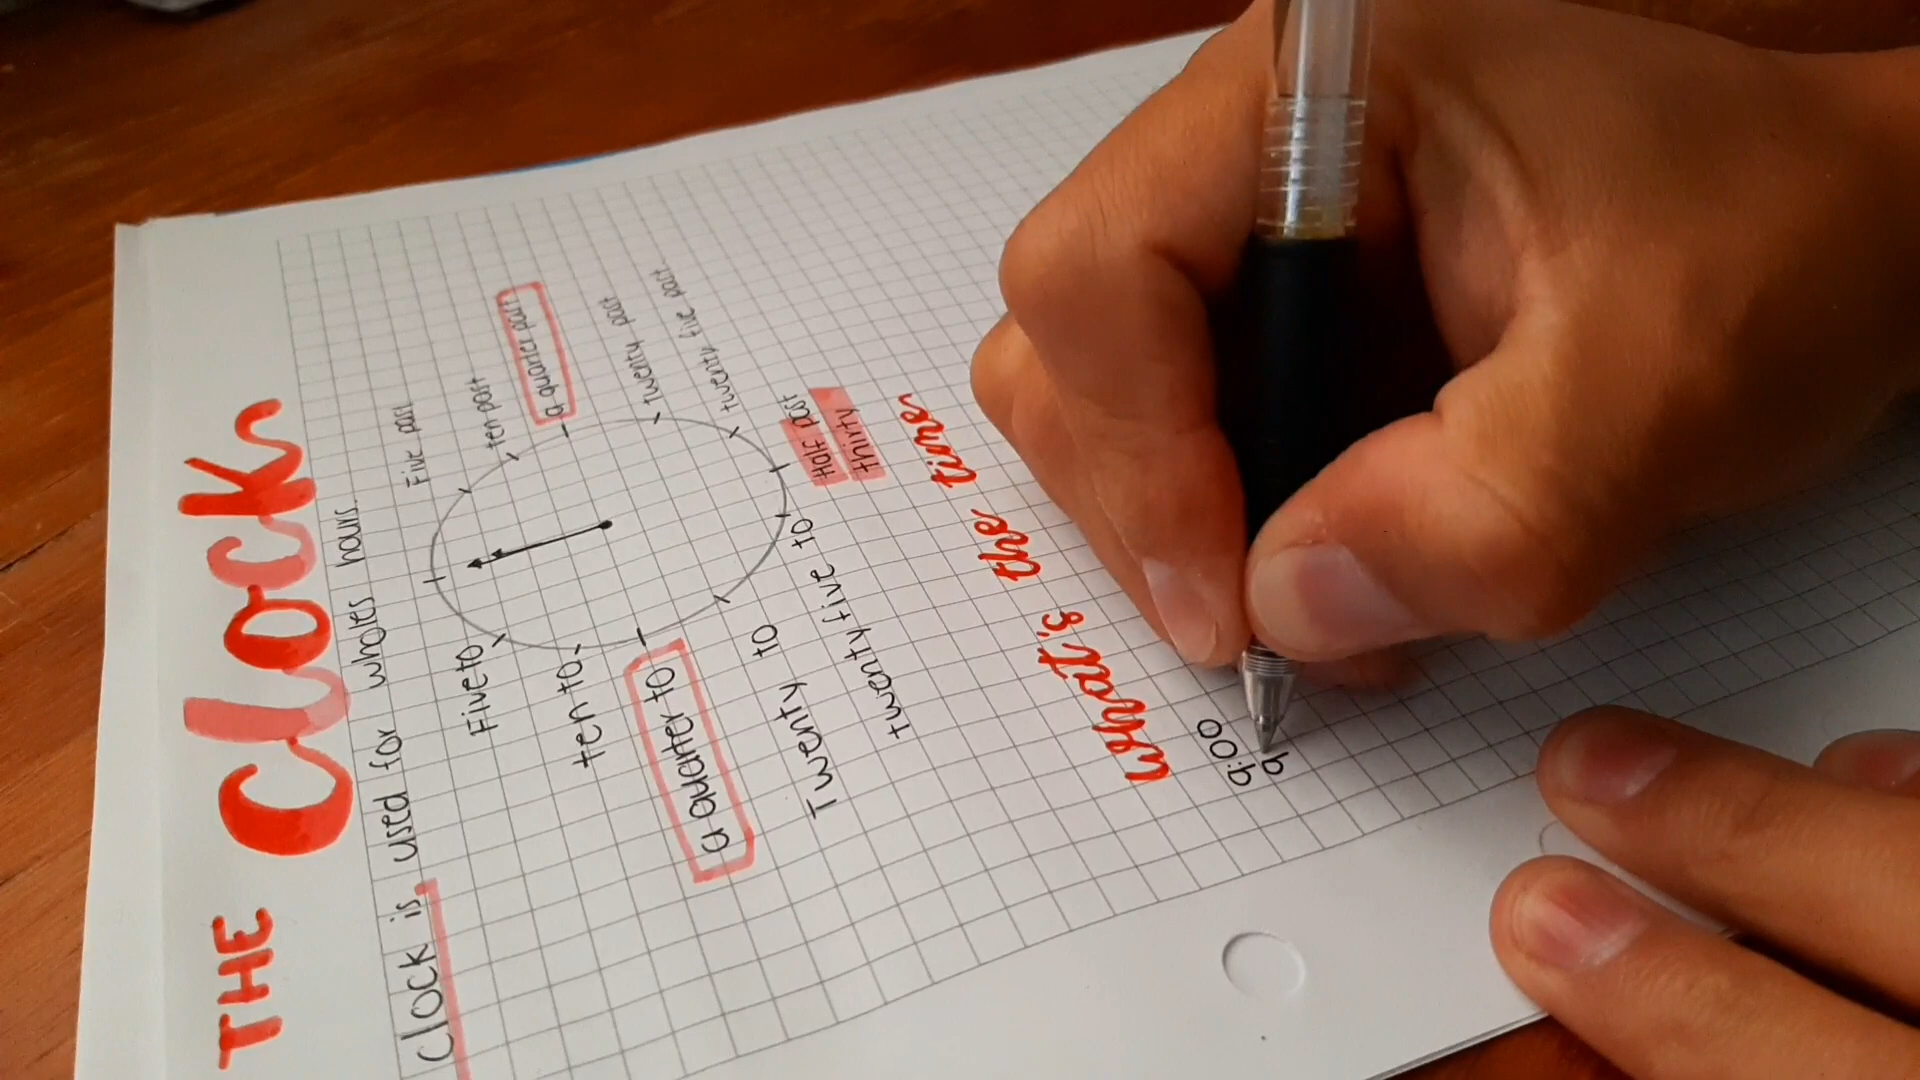 THE Clock
Clock is, used for wholes hours.
Five past
ten past
a quarter past
twenty past
twenty five past.
Half past
thirty
twenty five to
Twenty to
a quarter to
ten to
Five to
What's the time
9:00
9